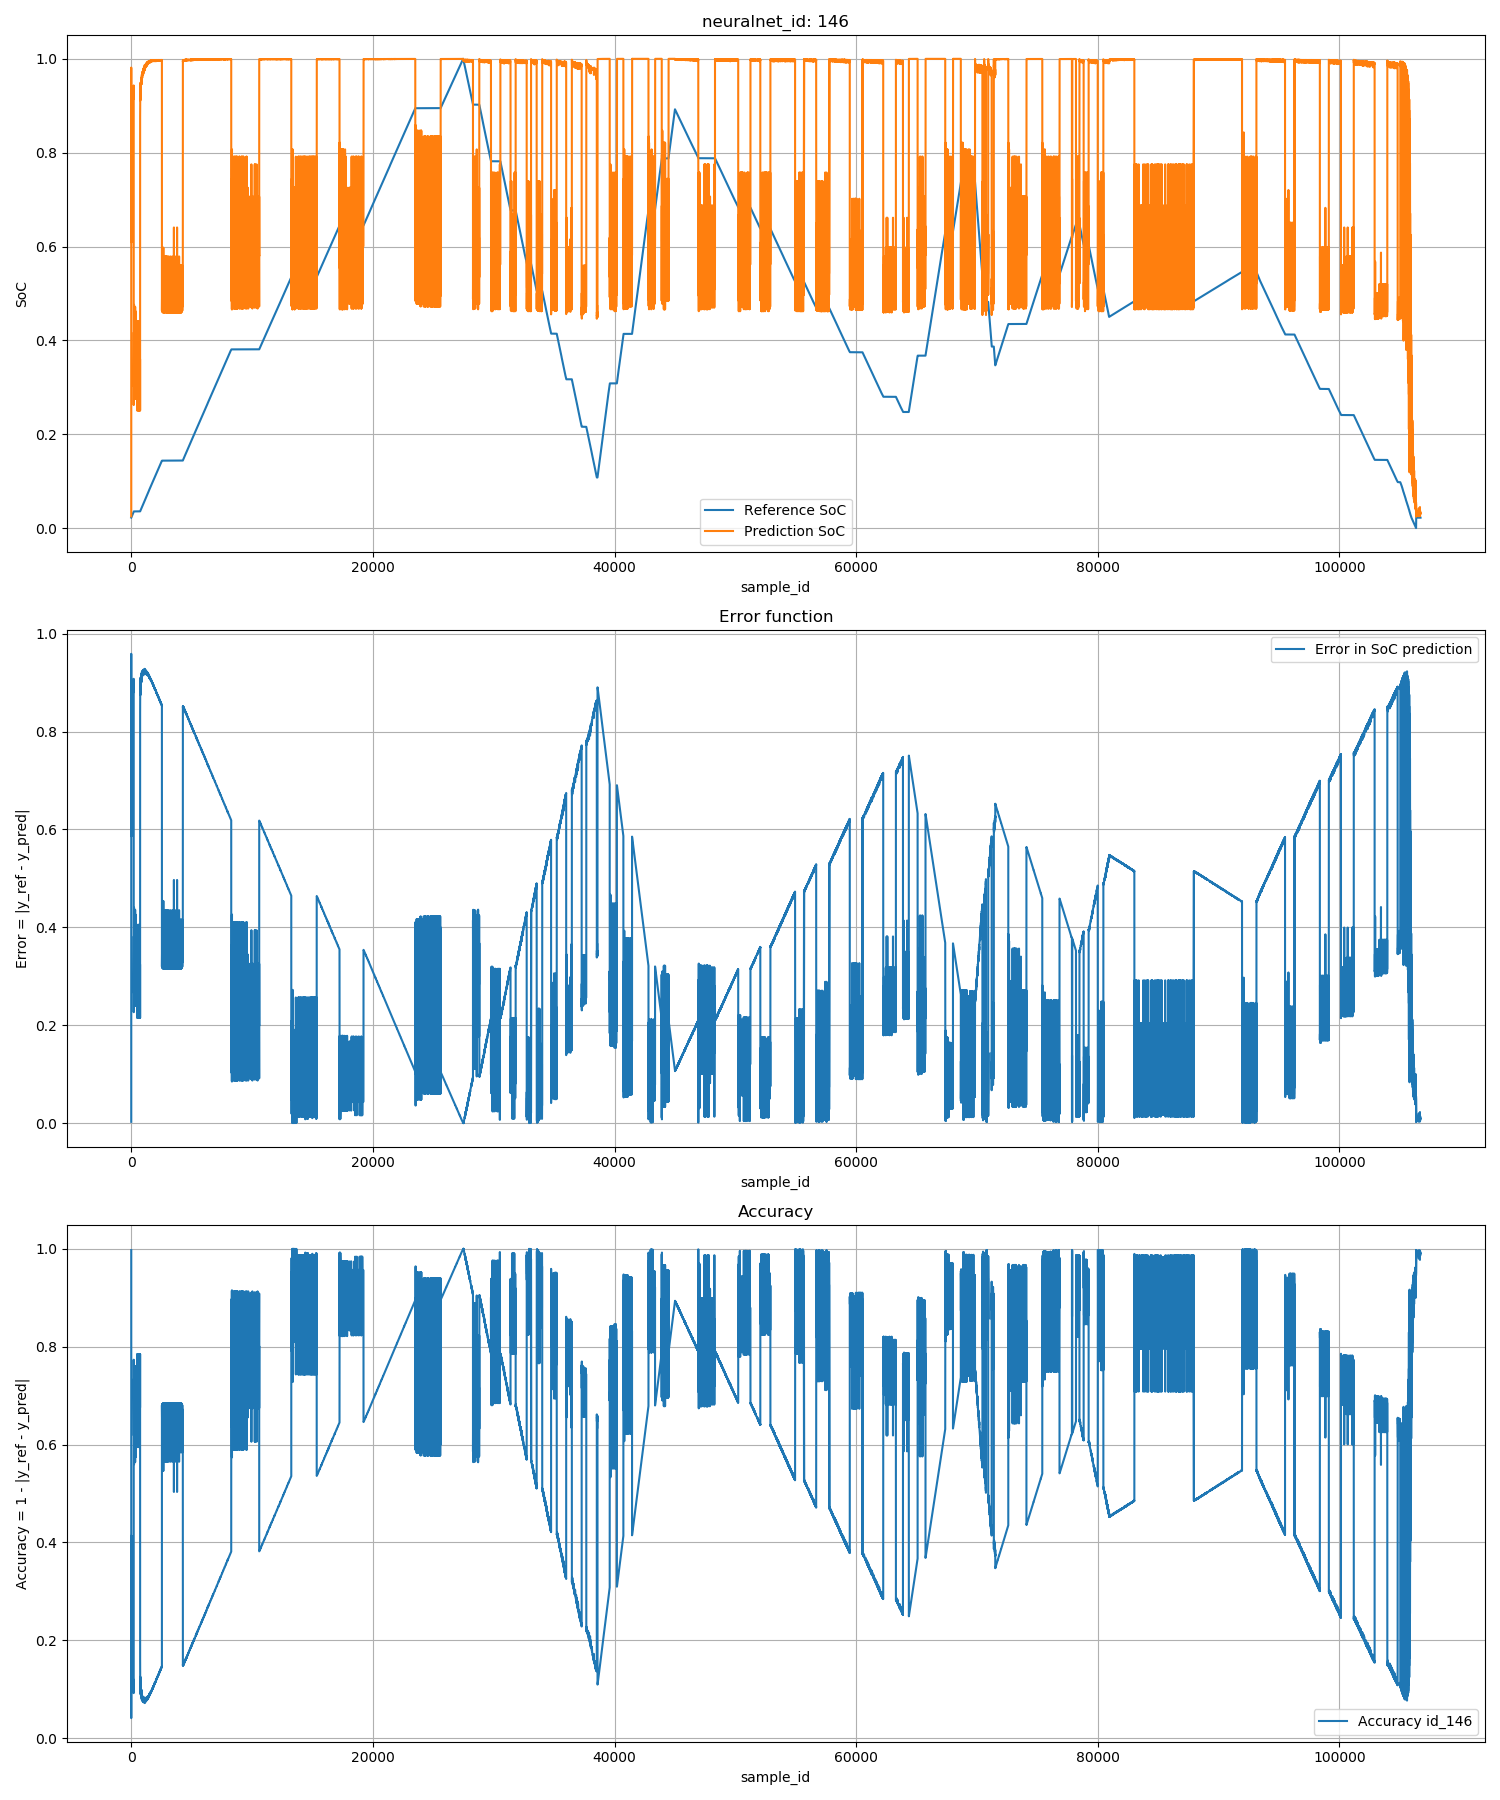 neuralnet_id: 146
1.0
0.8
0.6
0.4
0.2
0.0
SoC
Reference SoC
Prediction SoC
0 20000 40000 60000 80000 100000
sample_id
Error function
1.0
0.8
0.6
0.4
0.2
0.0
Error = |y_ref - y_pred|
Error in SoC prediction
0 20000 40000 60000 80000 100000
sample_id
Accuracy
1.0
0.8
0.6
0.4
0.2
0.0
Accuracy = 1 - |y_ref - y_pred|
Accuracy id_146
0 20000 40000 60000 80000 100000
sample_id